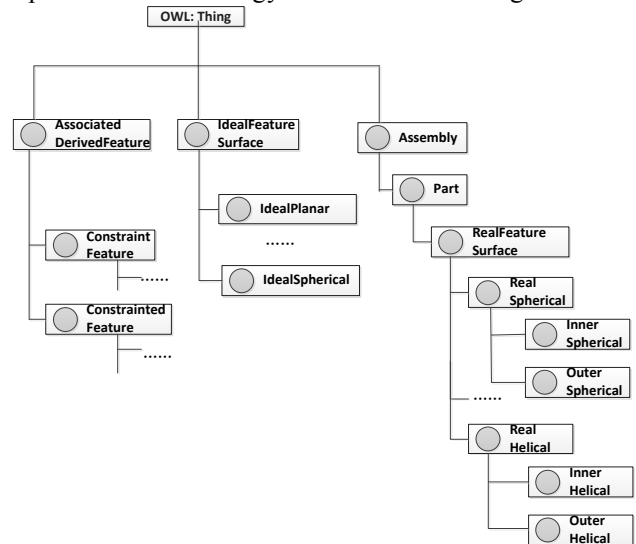 OWL: Thing
Associated
DerivedFeature
IdealFeature
Surface
Assembly
Part
IdealPlanar
......
IdealSpherical
Constraint
Feature
......
Constrainted
Feature
......
RealFeature
Surface
Real
Spherical
Inner
Spherical
Outer
Spherical
......
Real
Helical
Inner
Helical
Outer
Helical